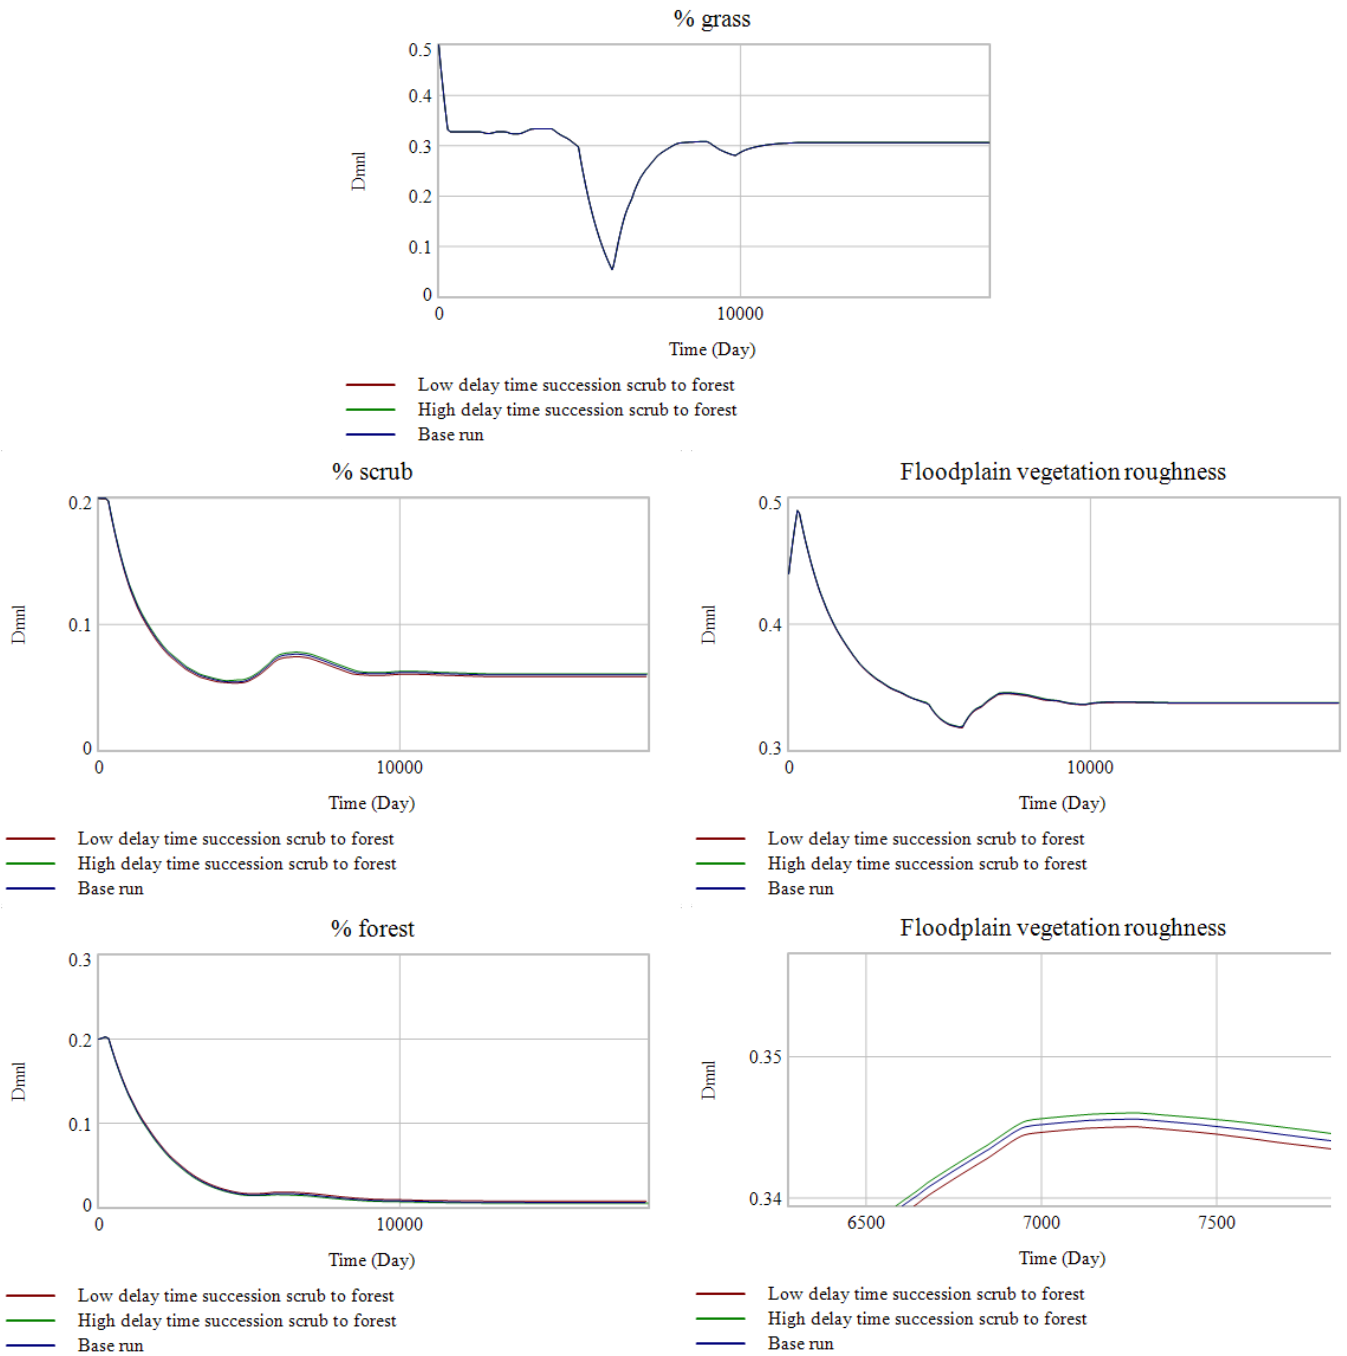 % grass
0.5
0.4
0.3
0.2
0.1
0
Dmnl
0 10000
Time (Day)
Low delay time succession scrub to forest
High delay time succession scrub to forest
Base run
% scrub
0.2
0.1
0
Dmnl
0 10000
Time (Day)
Low delay time succession scrub to forest
High delay time succession scrub to forest
Base run
Floodplain vegetation roughness
0.5
0.4
0.3
Dmnl
0 10000
Time (Day)
Low delay time succession scrub to forest
High delay time succession scrub to forest
Base run
% forest
0.3
0.2
0.1
0
Dmnl
0 10000
Time (Day)
Low delay time succession scrub to forest
High delay time succession scrub to forest
Base run
Floodplain vegetation roughness
0.35
0.34
Dmnl
6500 7000 7500
Time (Day)
Low delay time succession scrub to forest
High delay time succession scrub to forest
Base run